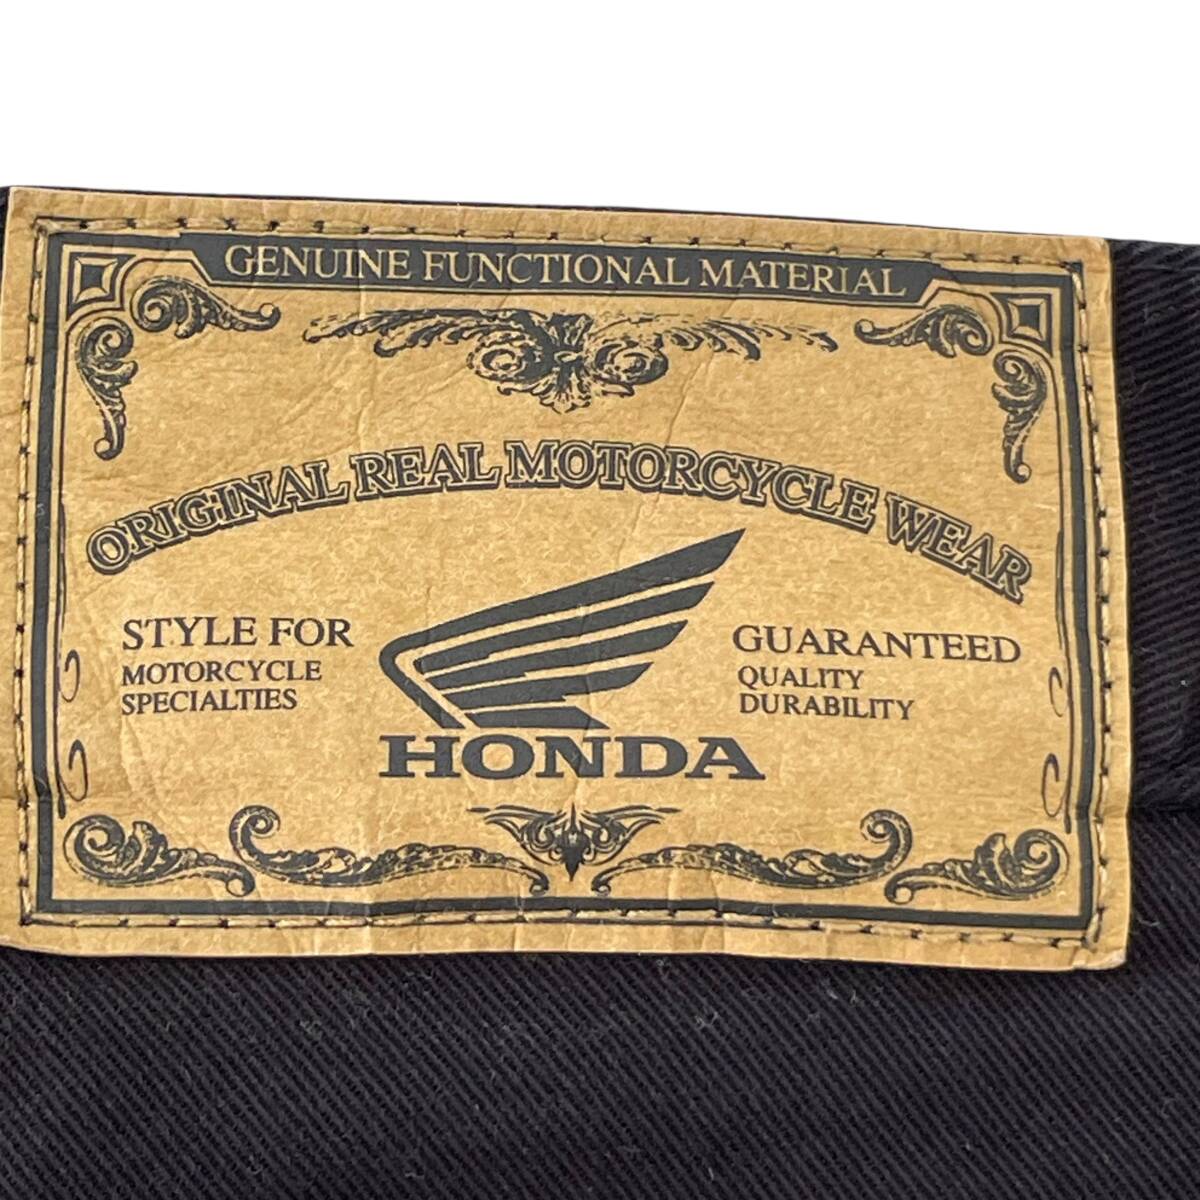 GENUINE FUNCTIONAL MATERIAL
ORIGINAL REAL MOTORCYCLE WEAR
STYLE FOR
MOTORCYCLE
SPECIALTIES
GUARANTEED
QUALITY
DURABILITY
HONDA